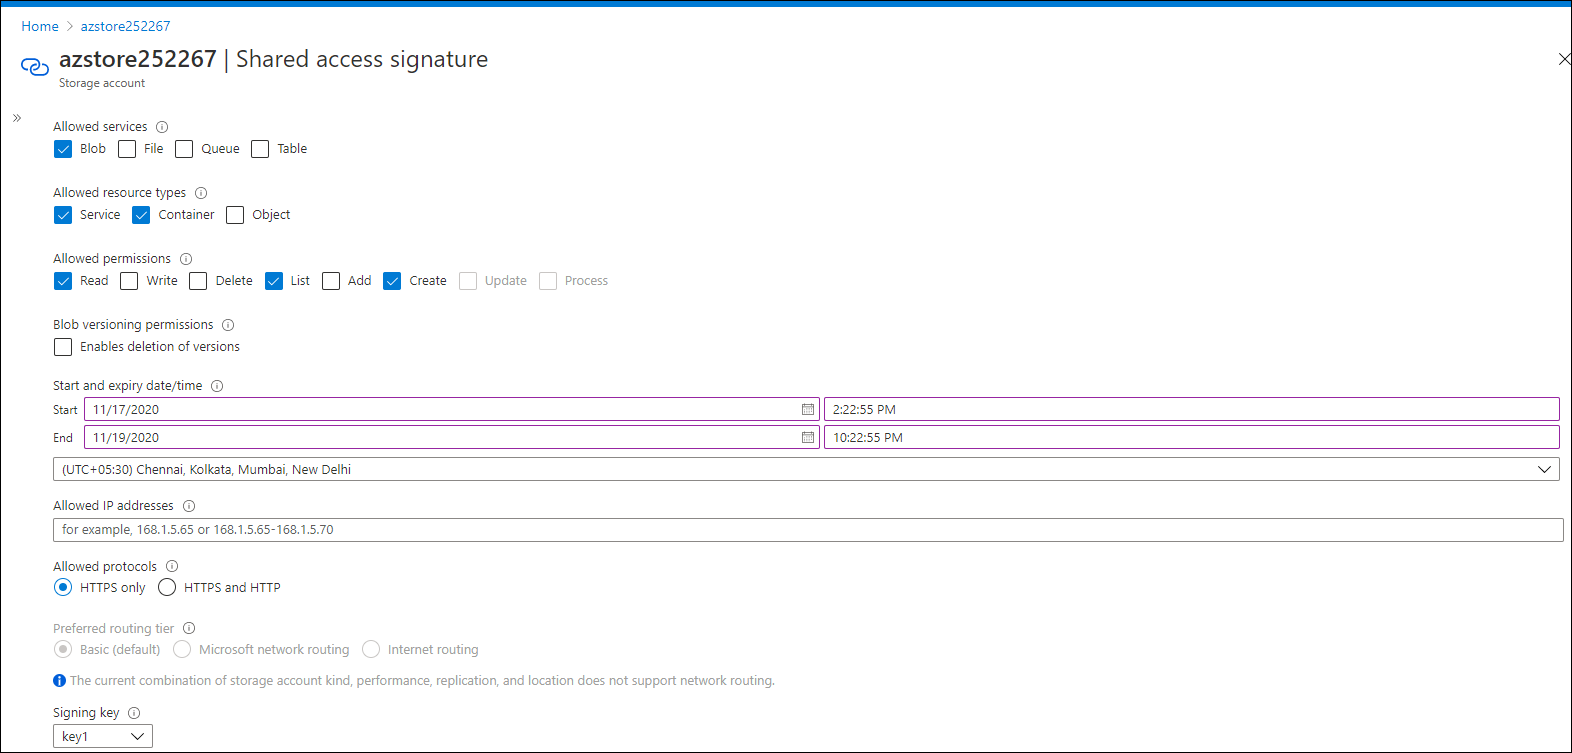 Home > azstore252267
azstore252267 | Shared access signature
Storage account
»
Allowed services
Blob File Queue Table
Allowed resource types
Service Container Object
Allowed permissions
Read Write Delete List Add Create Update Process
Blob versioning permissions
Enables deletion of versions
Start and expiry date/time
Start 11/17/2020 2:22:55 PM
End 11/19/2020 10:22:55 PM
(UTC+05:30) Chennai, Kolkata, Mumbai, New Delhi
Allowed IP addresses
for example, 168.1.5.65 or 168.1.5.65-168.1.5.70
Allowed protocols
HTTPS only HTTPS and HTTP
Preferred routing tier
Basic (default) Microsoft network routing Internet routing
The current combination of storage account kind, performance, replication, and location does not support network routing.
Signing key
key1